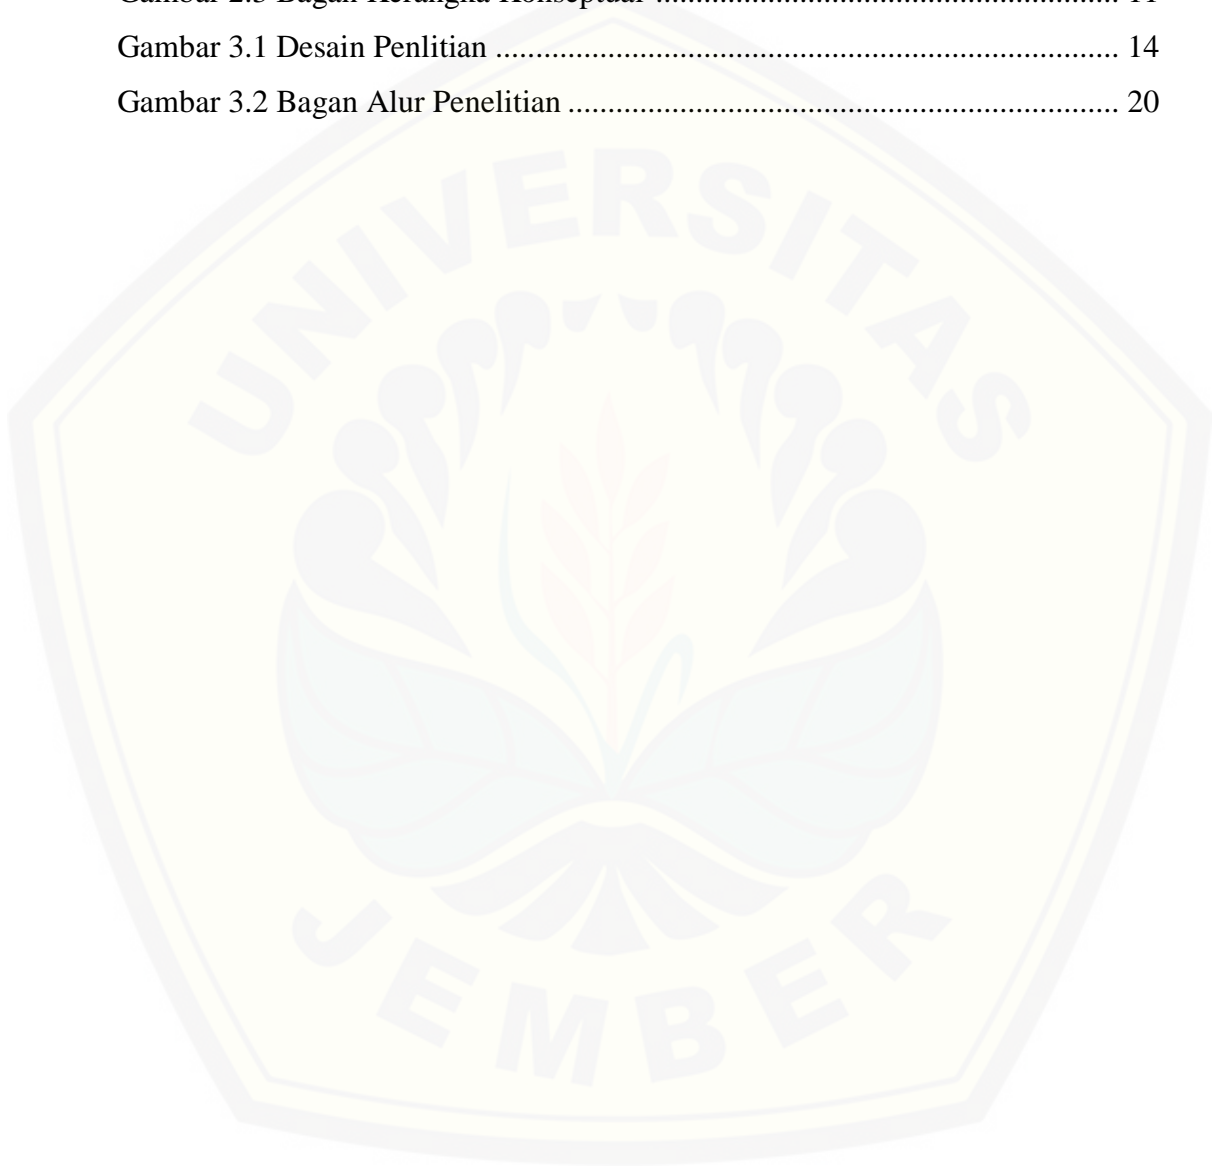 Gambar 2.3 Bagan Kerangka Konseptual .......................................................... 11
Gambar 3.1 Desain Penlitian .............................................................................. 14
Gambar 3.2 Bagan Alur Penelitian ..................................................................... 20
UNIVERSITAS
JEMBER